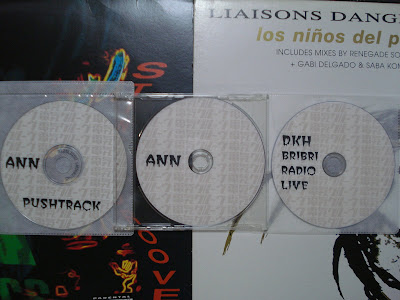 LIAISONS DANG
los niños del p
INCLUDES MIXES BY RENEGADE SO
+ GABI DELGADO & SABA KOM
ANN
PUSHTRACK
ANN
DKH
BRIBRI
RADIO
LIVE
PARENTAL